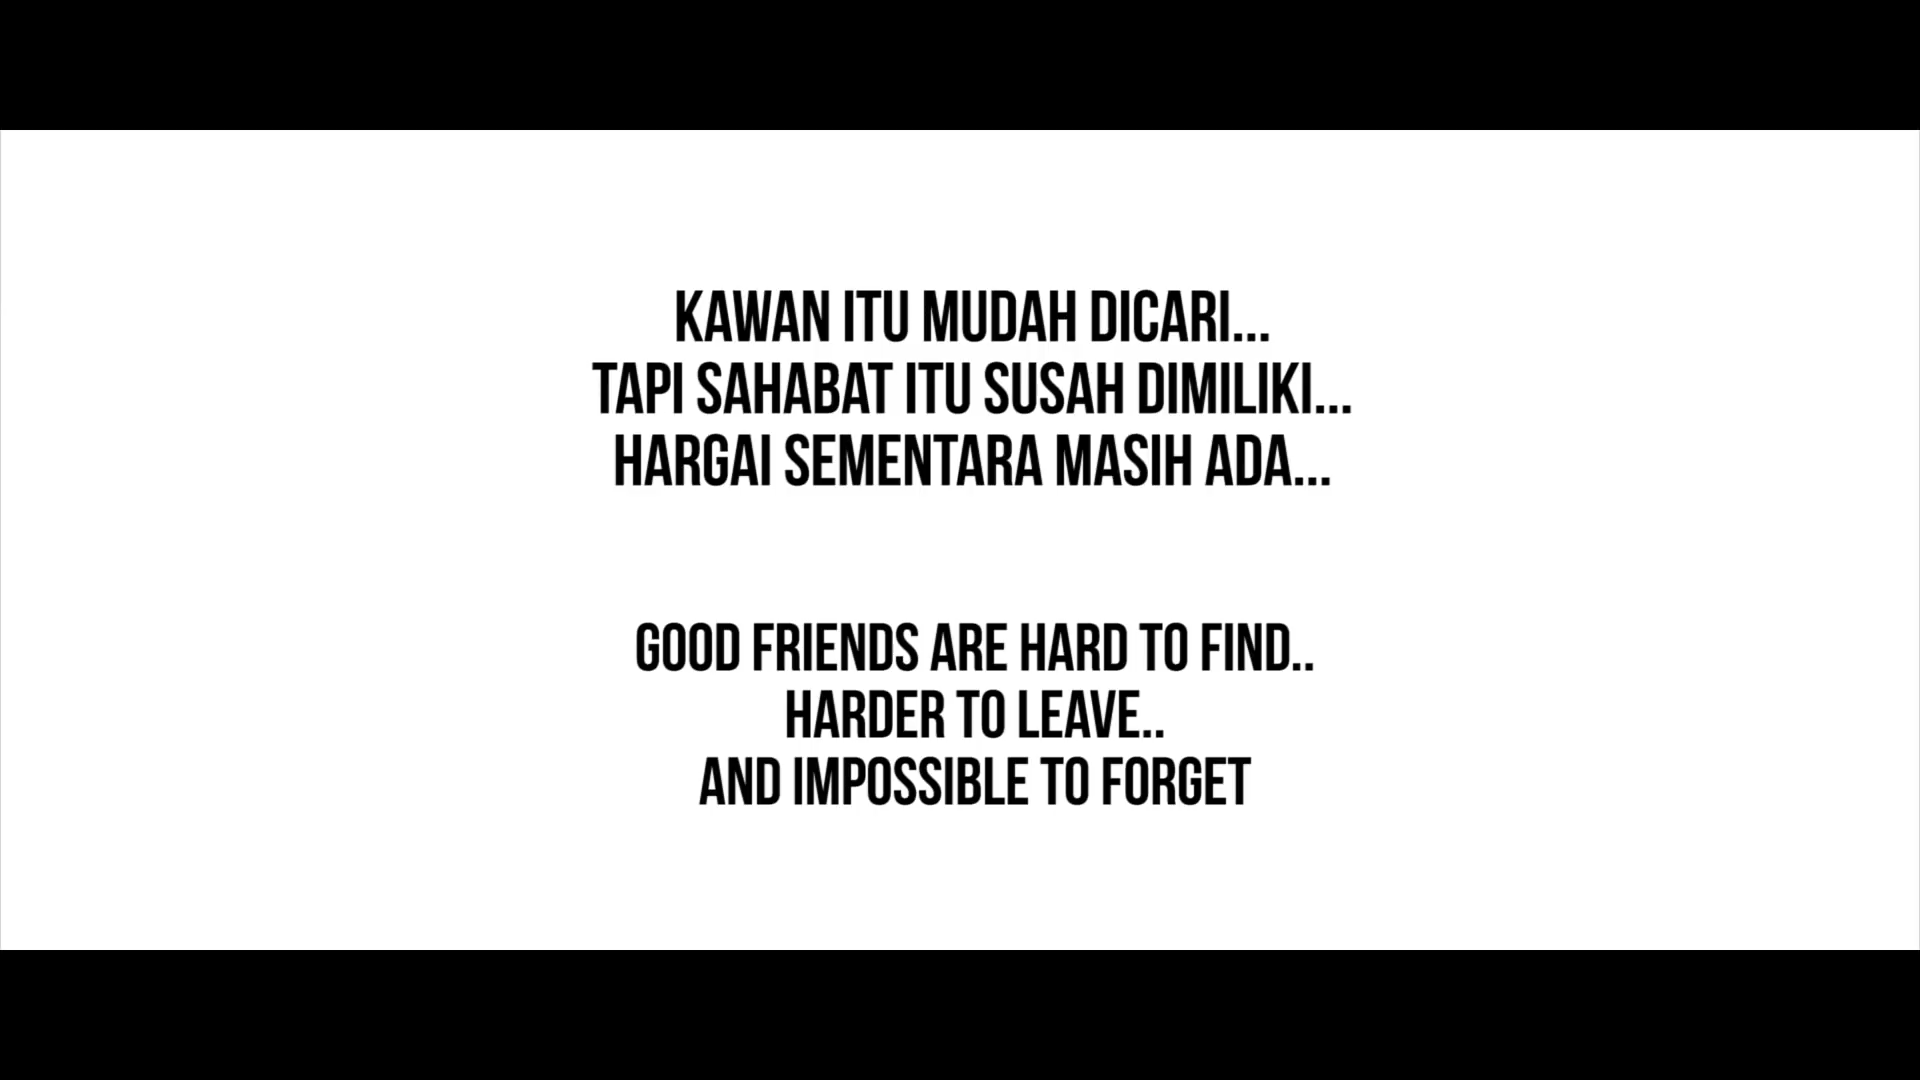 KAWAN ITU MUDAH DICARI...
TAPI SAHABAT ITU SUSAH DIMILIKI...
HARGAI SEMENTARA MASIH ADA...
GOOD FRIENDS ARE HARD TO FIND..
HARDER TO LEAVE..
AND IMPOSSIBLE TO FORGET